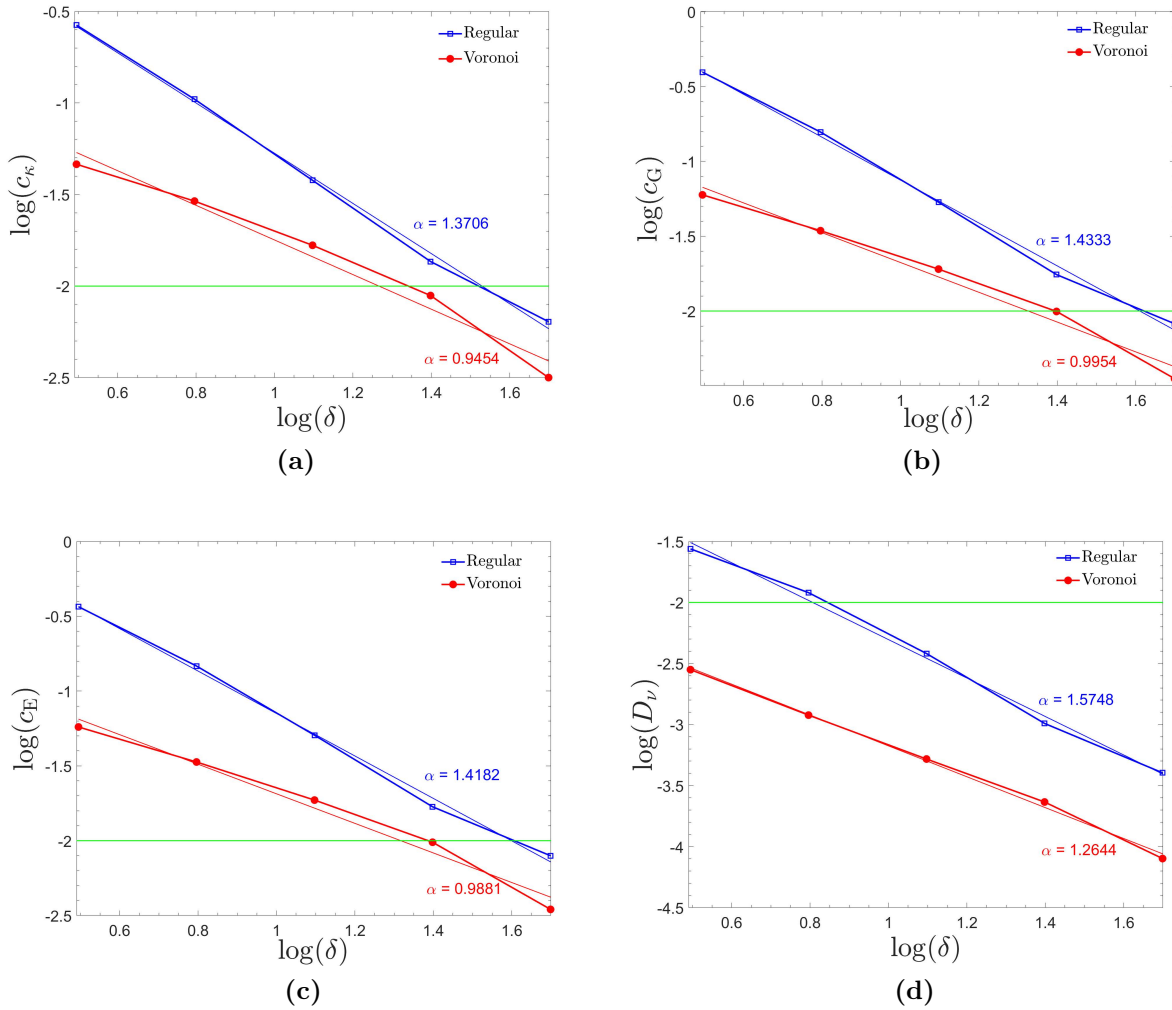 -0.5
-1
-1.5
-2
-2.5
0.6 0.8 1 1.2 1.4 1.6
log(c_κ)
log(δ)
Regular
Voronoi
α = 1.3706
α = 0.9454
(a)
0
-0.5
-1
-1.5
-2
0.6 0.8 1 1.2 1.4 1.6
log(c_G)
log(δ)
Regular
Voronoi
α = 1.4333
α = 0.9954
(b)
0
-0.5
-1
-1.5
-2
-2.5
0.6 0.8 1 1.2 1.4 1.6
log(c_E)
log(δ)
Regular
Voronoi
α = 1.4182
α = 0.9881
(c)
-1.5
-2
-2.5
-3
-3.5
-4
-4.5
0.6 0.8 1 1.2 1.4 1.6
log(D_ν)
log(δ)
Regular
Voronoi
α = 1.5748
α = 1.2644
(d)